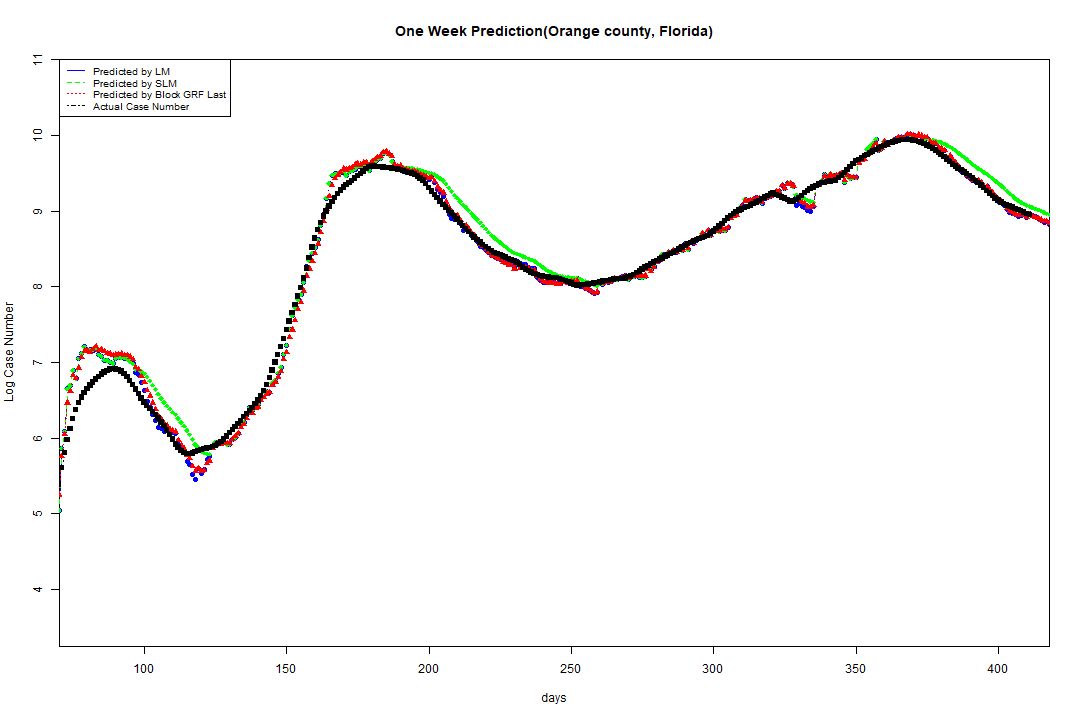 One Week Prediction(Orange county, Florida)
Predicted by LM
Predicted by SLM
Predicted by Block GRF Last
Actual Case Number
11
10
9
8
7
6
5
4
Log Case Number
100 150 200 250 300 350 400
days